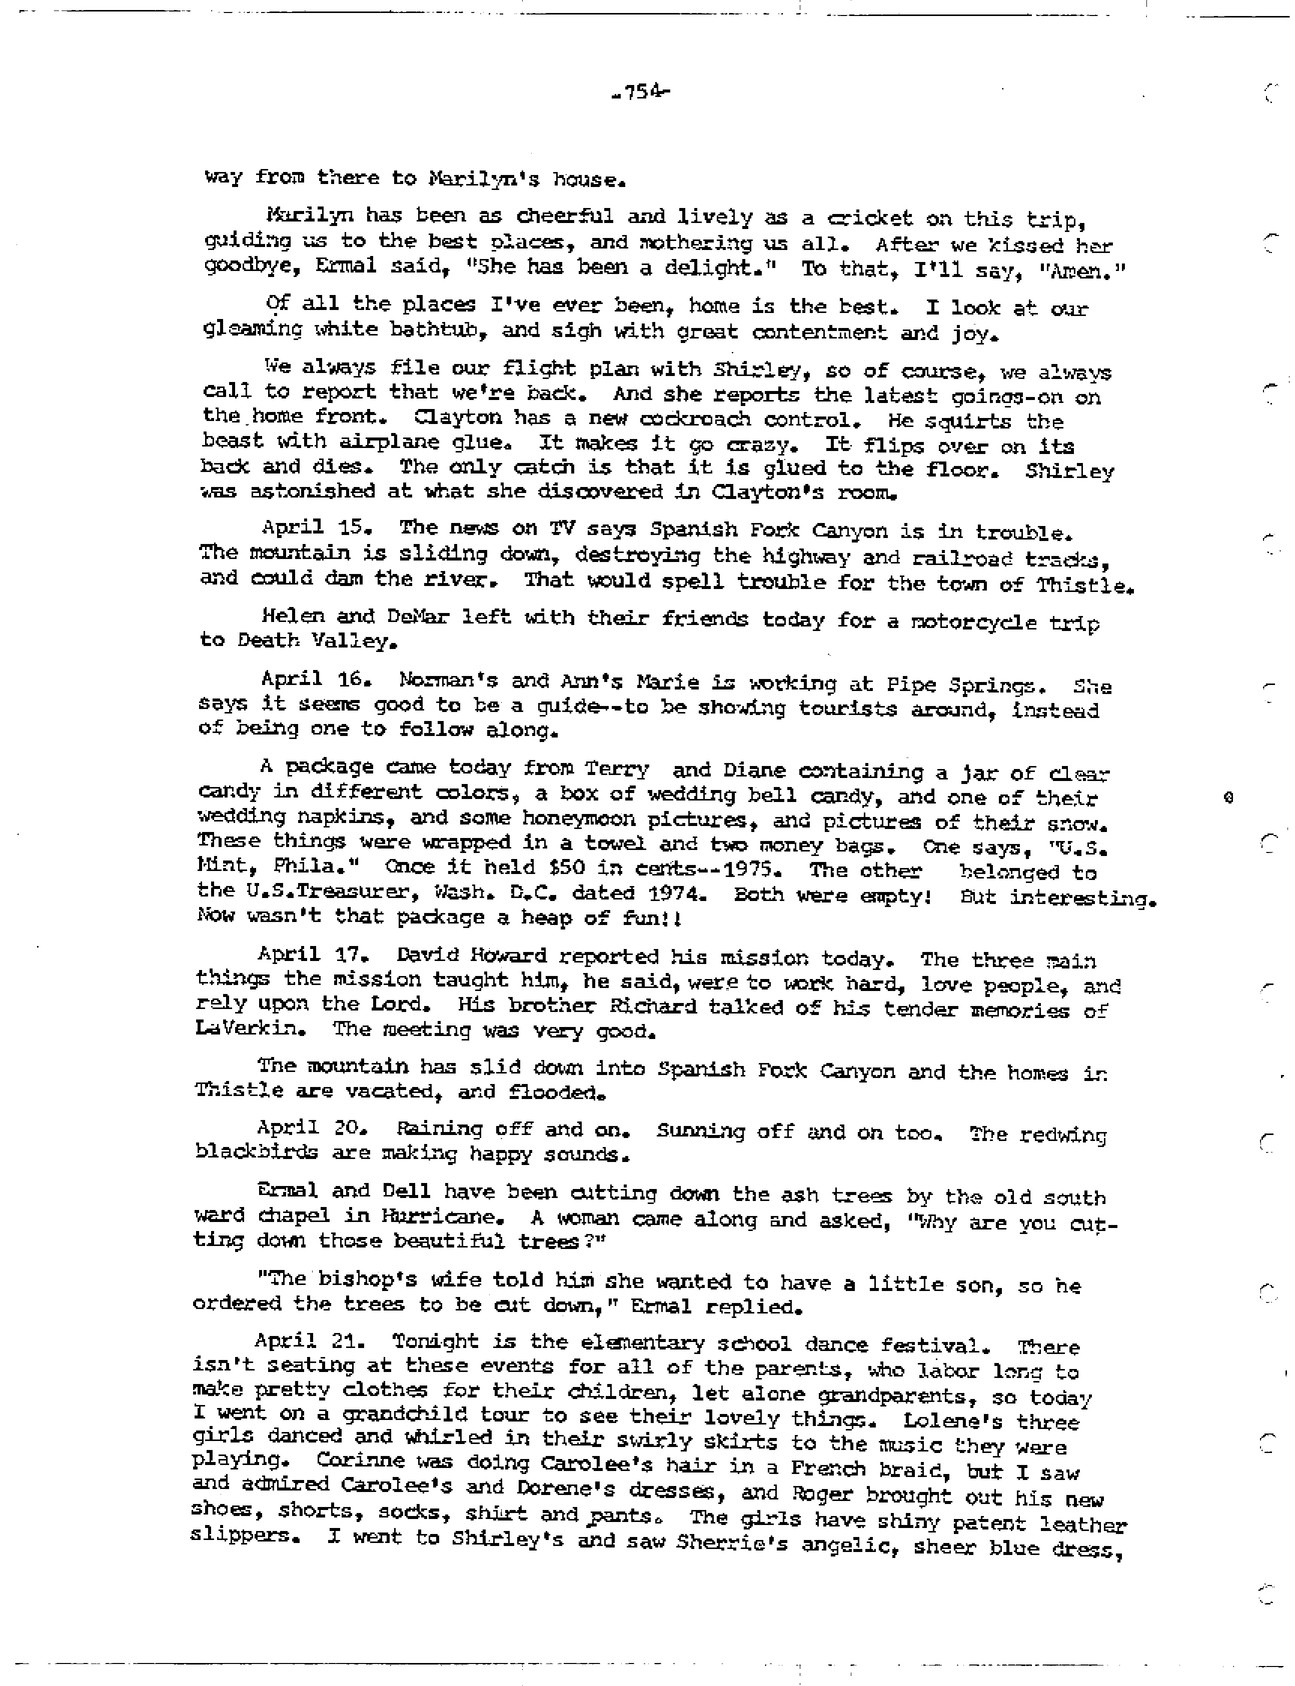 -754-
way from there to Marilyn's house.
Marilyn has been as cheerful and lively as a cricket on this trip,
guiding us to the best places, and mothering us all. After we kissed her
goodbye, Ermal said, "She has been a delight." To that, I'll say, "Amen."
Of all the places I've ever been, home is the best. I look at our
gleaming white bathtub, and sigh with great contentment and joy.
We always file our flight plan with Shirley, so of course, we always
call to report that we're back. And she reports the latest goings-on on
the home front. Clayton has a new cockroach control. He squirts the
beast with airplane glue. It makes it go crazy. It flips over on its
back and dies. The only catch is that it is glued to the floor. Shirley
was astonished at what she discovered in Clayton's room.
April 15. The news on TV says Spanish Fork Canyon is in trouble.
The mountain is sliding down, destroying the highway and railroad tracks,
and could dam the river. That would spell trouble for the town of Thistle.
Helen and DeMar left with their friends today for a motorcycle trip
to Death Valley.
April 16. Norman's and Ann's Marie is working at Pipe Springs. She
says it seems good to be a guide--to be showing tourists around, instead
of being one to follow along.
A package came today from Terry and Diane containing a jar of clear
candy in different colors, a box of wedding bell candy, and one of their
wedding napkins, and some honeymoon pictures, and pictures of their snow.
These things were wrapped in a towel and two money bags. One says, "U.S.
Mint, Phila." Once it held $50 in cents--1975. The other belonged to
the U.S.Treasurer, Wash. D.C. dated 1974. Both were empty! But interesting.
Now wasn't that package a heap of fun!!
April 17. David Howard reported his mission today. The three main
things the mission taught him, he said, were to work hard, love people, and
rely upon the Lord. His brother Richard talked of his tender memories of
LaVerkin. The meeting was very good.
The mountain has slid down into Spanish Fork Canyon and the homes in
Thistle are vacated, and flooded.
April 20. Raining off and on. Sunning off and on too. The redwing
blackbirds are making happy sounds.
Ermal and Dell have been cutting down the ash trees by the old south
ward chapel in Hurricane. A woman came along and asked, "Why are you cut-
ting down those beautiful trees?"
"The bishop's wife told him she wanted to have a little son, so he
ordered the trees to be cut down," Ermal replied.
April 21. Tonight is the elementary school dance festival. There
isn't seating at these events for all of the parents, who labor long to
make pretty clothes for their children, let alone grandparents, so today
I went on a grandchild tour to see their lovely things. Lolene's three
girls danced and whirled in their swirly skirts to the music they were
playing. Corinne was doing Carolee's hair in a French braid, but I saw
and admired Carolee's and Dorene's dresses, and Roger brought out his new
shoes, shorts, socks, shirt and pants. The girls have shiny patent leather
slippers. I went to Shirley's and saw Sherrie's angelic, sheer blue dress,